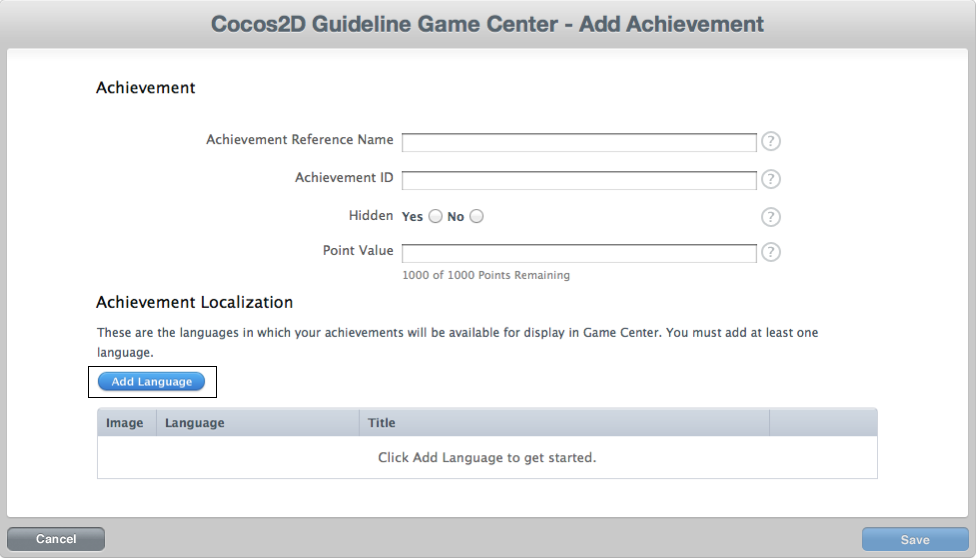 Cocos2D Guideline Game Center - Add Achievement
Achievement
Achievement Reference Name ?
Achievement ID ?
Hidden Yes No ?
Point Value ?
1000 of 1000 Points Remaining
Achievement Localization
These are the languages in which your achievements will be available for display in Game Center. You must add at least one
language.
Add Language
Image Language Title
Click Add Language to get started.
Cancel Save